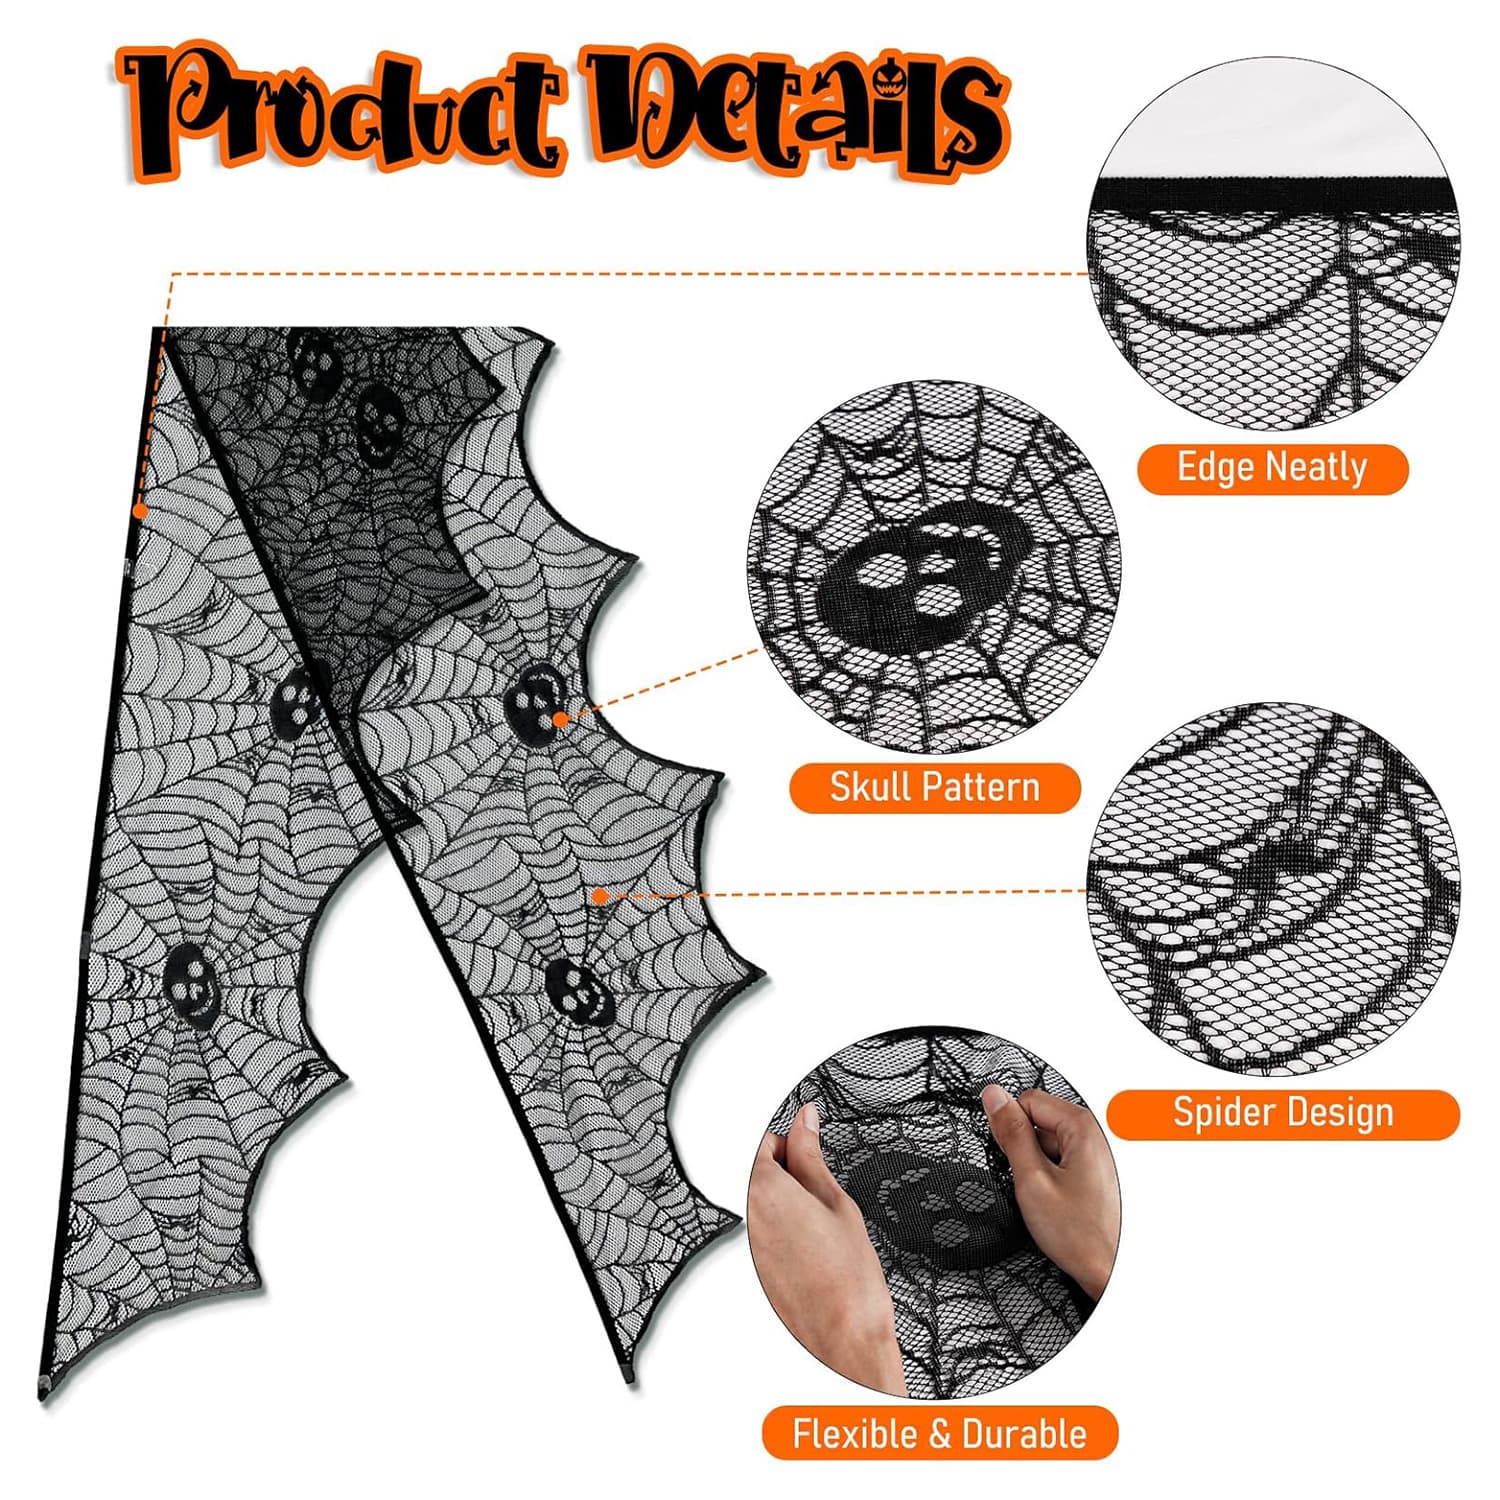 Product Details
Edge Neatly
Skull Pattern
Spider Design
Flexible & Durable